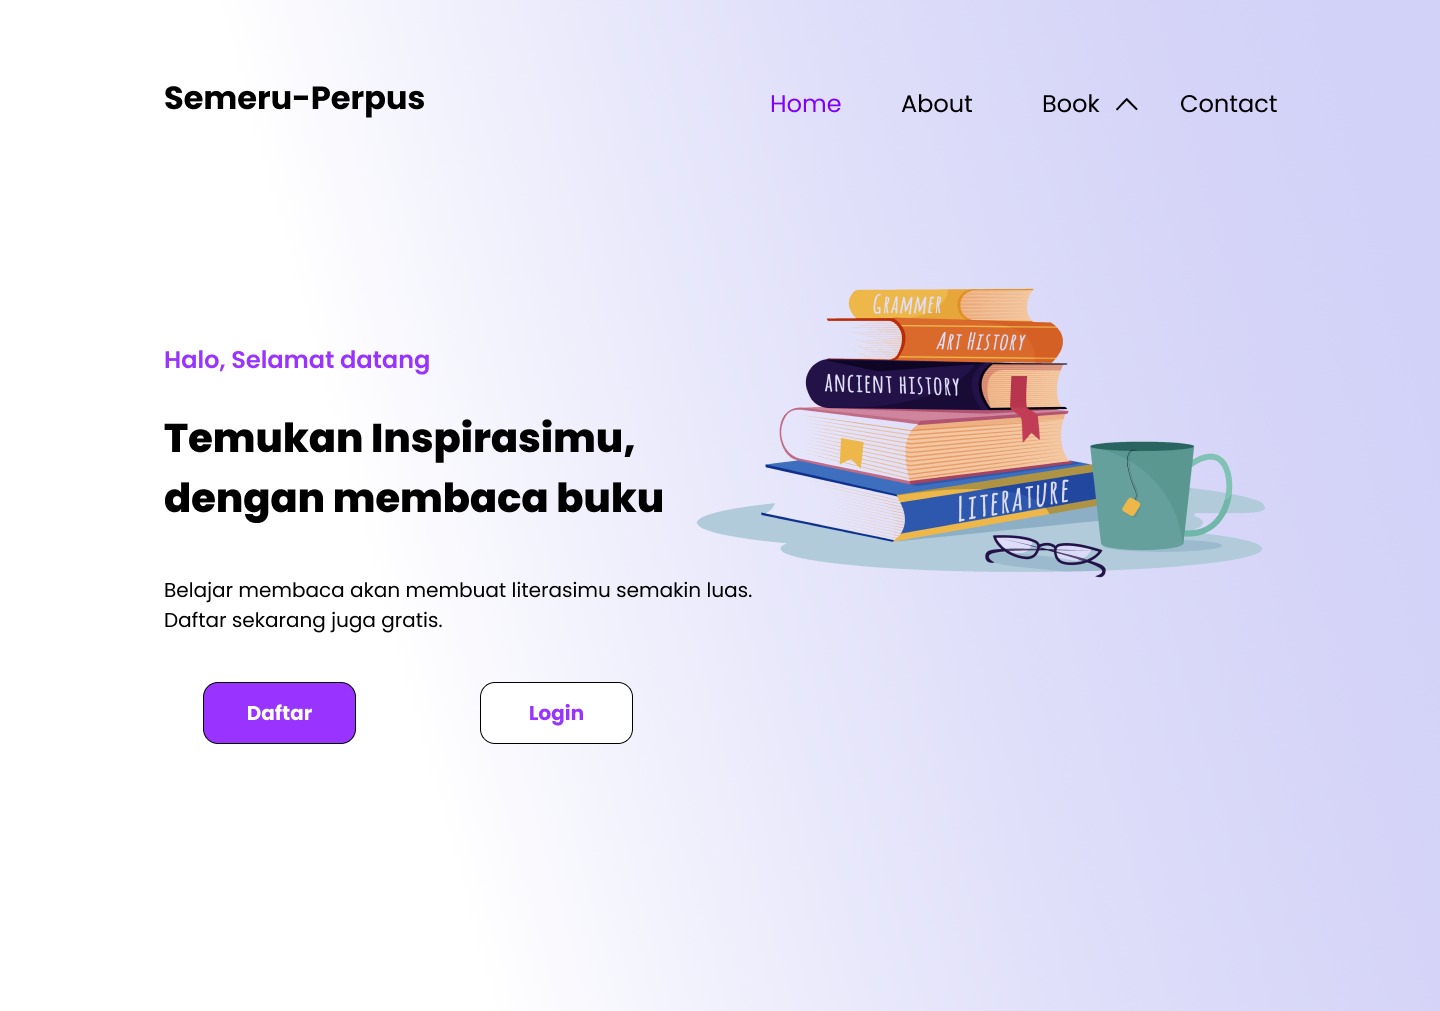 Semeru-Perpus
Home About Book Contact
Halo, Selamat datang
Temukan Inspirasimu,
dengan membaca buku
Belajar membaca akan membuat literasimu semakin luas.
Daftar sekarang juga gratis.
Daftar Login
GRAMMER
ART HISTORY
ANCIENT HISTORY
LITERATURE